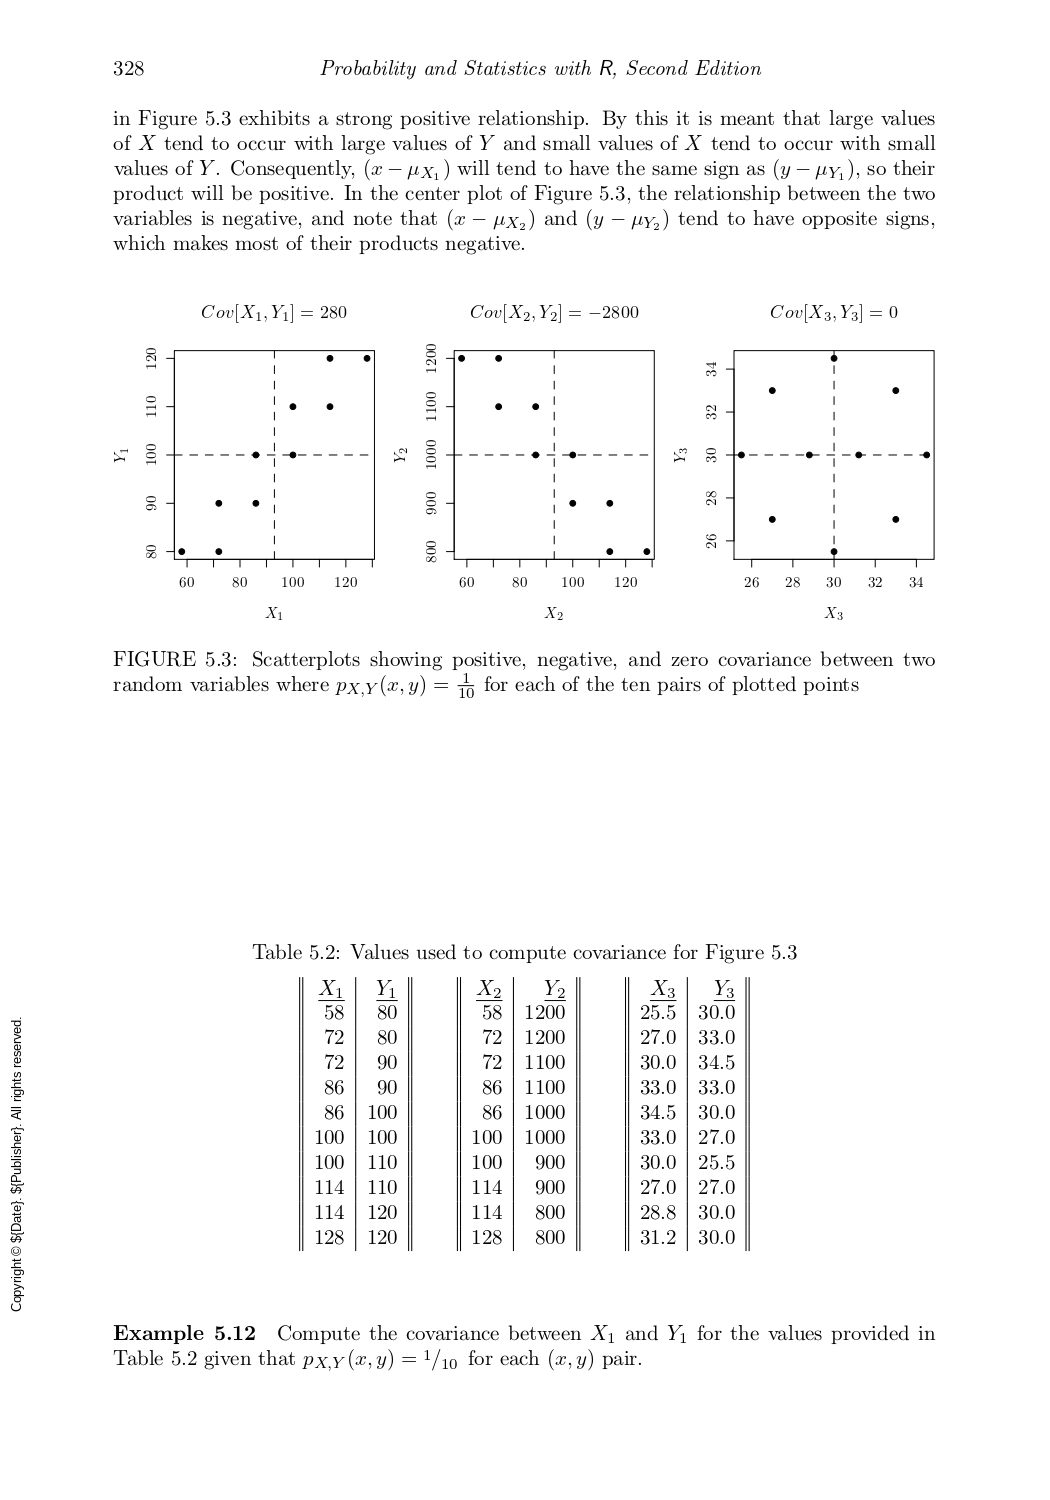 328 Probability and Statistics with R, Second Edition
in Figure 5.3 exhibits a strong positive relationship. By this it is meant that large values
of X tend to occur with large values of Y and small values of X tend to occur with small
values of Y. Consequently, (x − μ_{X_1}) will tend to have the same sign as (y − μ_{Y_1}), so their
product will be positive. In the center plot of Figure 5.3, the relationship between the two
variables is negative, and note that (x − μ_{X_2}) and (y − μ_{Y_2}) tend to have opposite signs,
which makes most of their products negative.
Cov[X_1, Y_1] = 280
Y_1
120
110
100
90
80
60 80 100 120
X_1
Cov[X_2, Y_2] = −2800
Y_2
1200
1100
1000
900
800
60 80 100 120
X_2
Cov[X_3, Y_3] = 0
Y_3
34
32
30
28
26
26 28 30 32 34
X_3
FIGURE 5.3: Scatterplots showing positive, negative, and zero covariance between two
random variables where p_{X,Y}(x, y) = 1/10 for each of the ten pairs of plotted points
Table 5.2: Values used to compute covariance for Figure 5.3
X_1 Y_1 X_2 Y_2 X_3 Y_3
58 80 58 1200 25.5 30.0
72 80 72 1200 27.0 33.0
72 90 72 1100 30.0 34.5
86 90 86 1100 33.0 33.0
86 100 86 1000 34.5 30.0
100 100 100 1000 33.0 27.0
100 110 100 900 30.0 25.5
114 110 114 900 27.0 27.0
114 120 114 800 28.8 30.0
128 120 128 800 31.2 30.0
Example 5.12 Compute the covariance between X_1 and Y_1 for the values provided in
Table 5.2 given that p_{X,Y}(x, y) = 1/10 for each (x, y) pair.
Copyright © ${Date}. ${Publisher}. All rights reserved.